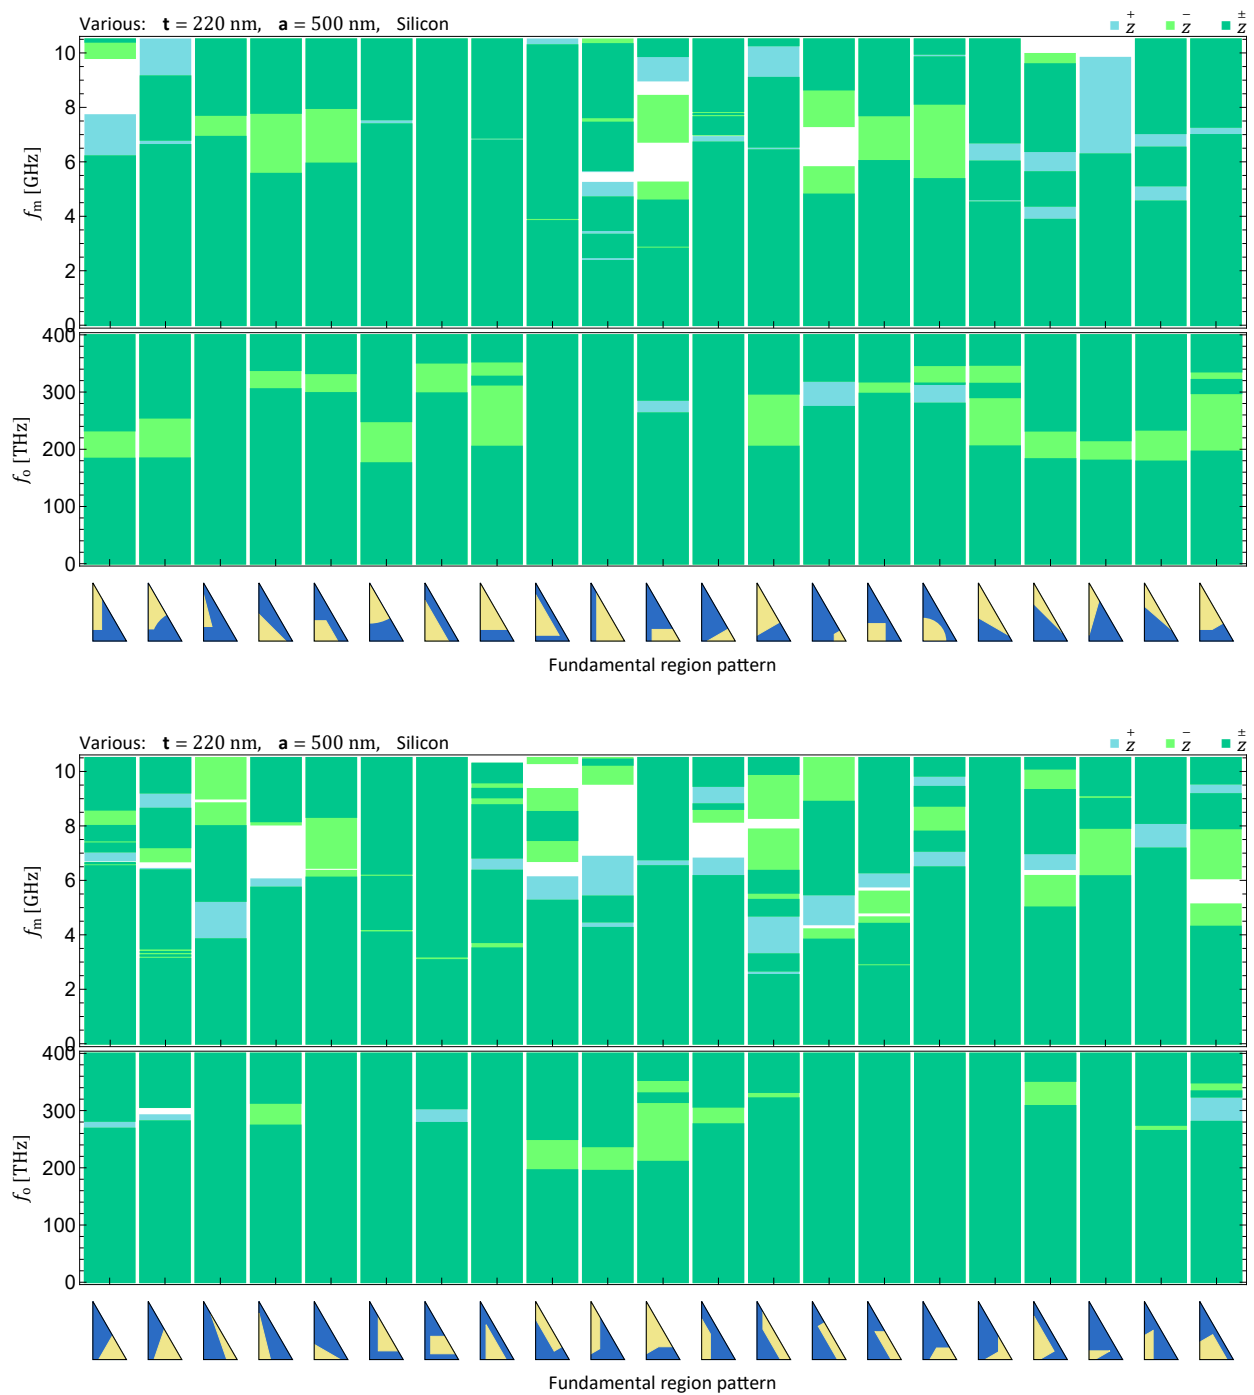 Various: t = 220 nm, a = 500 nm, Silicon
z+ z− z±
10
8
6
4
2
0
fm [GHz]
400
300
200
100
0
fo [THz]
Fundamental region pattern
Various: t = 220 nm, a = 500 nm, Silicon
z+ z− z±
10
8
6
4
2
0
fm [GHz]
400
300
200
100
0
fo [THz]
Fundamental region pattern